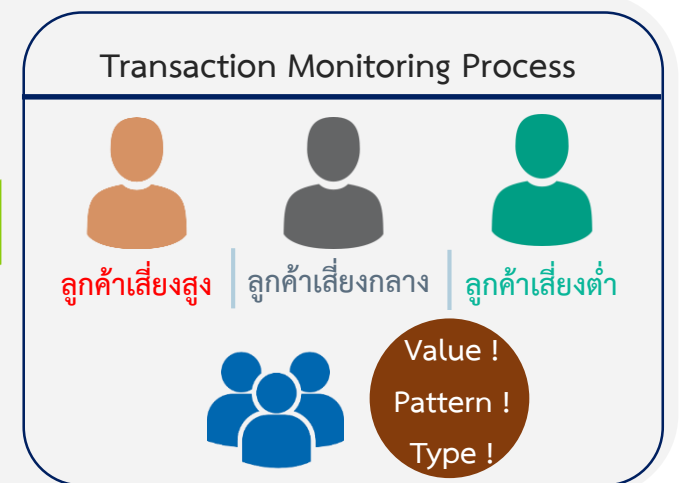 Transaction Monitoring Process
ลูกค้าเสี่ยงสูง
ลูกค้าเสี่ยงกลาง
ลูกค้าเสี่ยงต่ำ
Value !
Pattern !
Type !